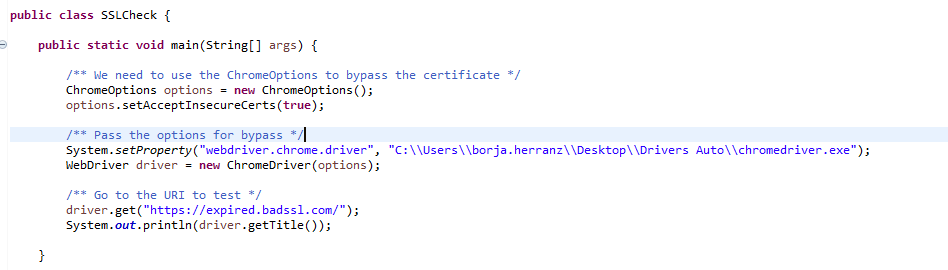 public class SSLCheck {
public static void main(String[] args) {
/** We need to use the ChromeOptions to bypass the certificate */
ChromeOptions options = new ChromeOptions();
options.setAcceptInsecureCerts(true);
/** Pass the options for bypass */
System.setProperty("webdriver.chrome.driver", "C:\\Users\\borja.herranz\\Desktop\\Drivers Auto\\chromedriver.exe");
WebDriver driver = new ChromeDriver(options);
/** Go to the URI to test */
driver.get("https://expired.badssl.com/");
System.out.println(driver.getTitle());
}